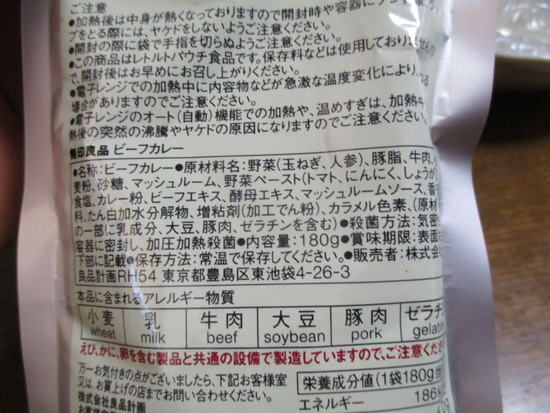 ご注意
●加熱後は中身が熱くなっておりますので開封時や容器に
をとる際には、ヤケドをしないようご注意ください。
●開封の際に袋で手指を切らぬようご注意ください。
●この商品はレトルトパウチ食品です。保存料などは使用しておりませんの
で、開封後はお早めにお召し上がりください。
●電子レンジでの加熱中に内容物などが急激な温度変化により、
場合がありますのでご注意ください。
●電子レンジのオート(自動)機能での加熱や、温めすぎは、加熱
熱後の突然の沸騰やヤケドの原因になりますのでご注意ください。
無印良品 ビーフカレー
●名称:ビーフカレー●原材料名:野菜(玉ねぎ、人参)、豚脂、牛肉、
麦粉、砂糖、マッシュルーム、野菜ペースト(トマト、にんにく、しょうが
食塩、カレー粉、ビーフエキス、酵母エキス、マッシュルームソース、香
料、たん白加水分解物、増粘剤(加工でん粉)、カラメル色素、(原材
の一部に乳成分、大豆、豚肉、ゼラチンを含む)●殺菌方法:気密
容器に密封し、加圧加熱殺菌●内容量:180g●賞味期限:表面
下部に記載●保存方法:常温で保存してください。●販売者:株式会
良品計画RH54 東京都豊島区東池袋4-26-3
本品に含まれるアレルギー物質
小麦 乳 牛肉 大豆 豚肉 ゼラチ
wheat milk beef soybean pork gelatin
えび、かに、卵を含む製品と共通の設備で製造していますので、ご注意くださ
万一お気付きの点がございましたら、下記お客様室
又は、お買上げの店までお問い合わせください。
株式会社良品計画
栄養成分値(1袋180g当
エネルギー 186